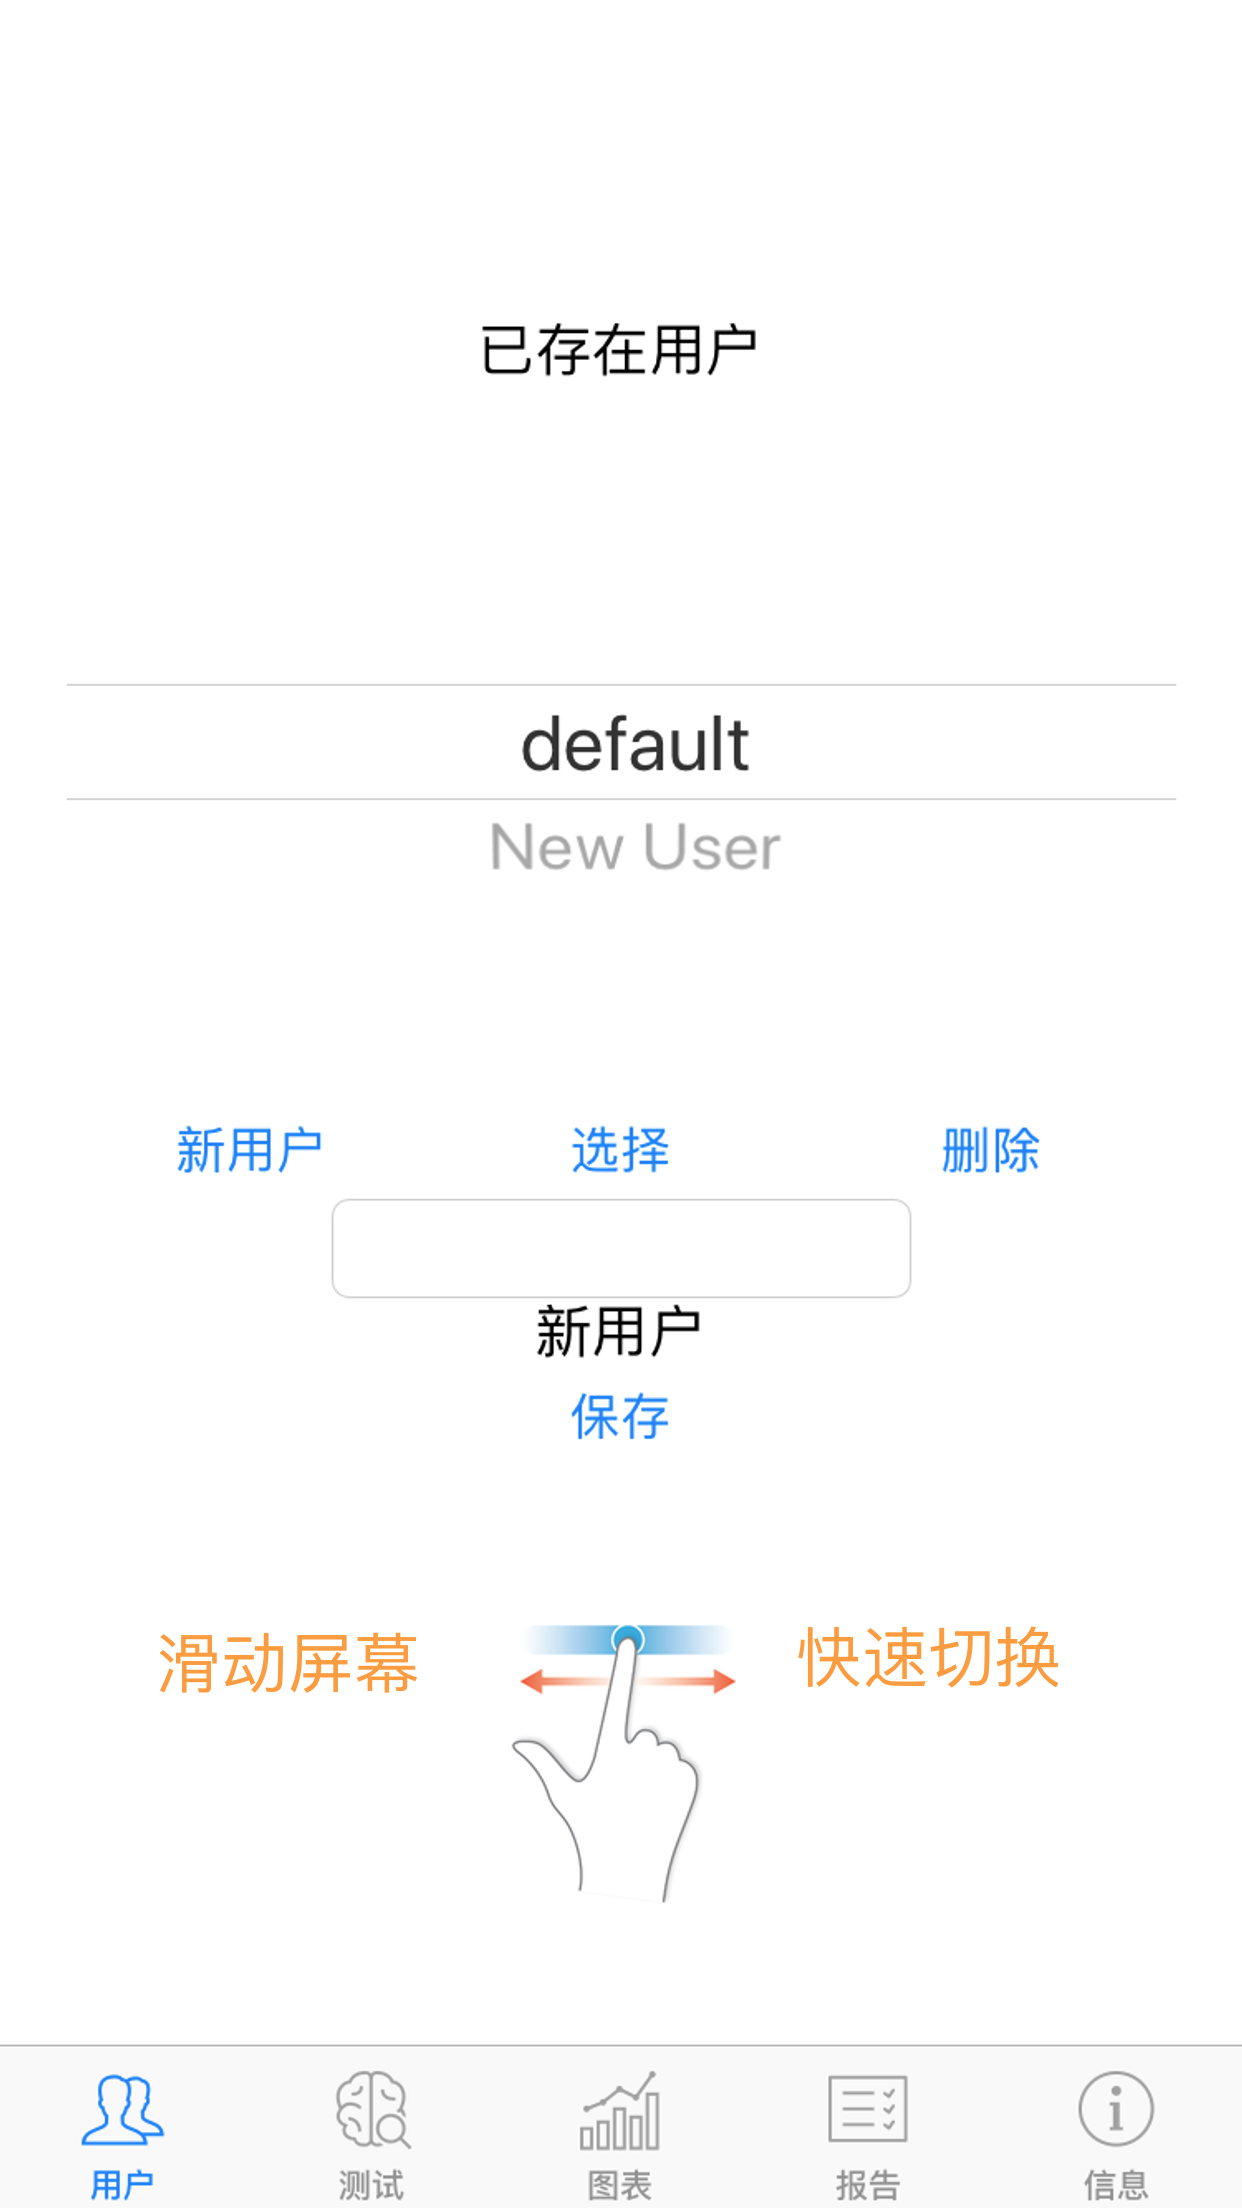 已存在用户
default
New User
新用户 选择 删除
新用户
保存
滑动屏幕 快速切换
用户 测试 图表 报告 信息